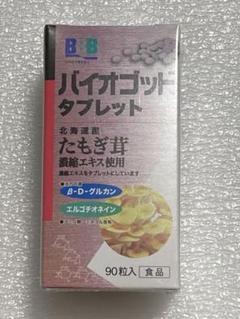 B&B
バイオゴッド
タブレット
北海道産
たもぎ茸
濃縮エキス使用
濃縮エキスをタブレットにしています
β-D-グルカン
エルゴチオネイン
90粒入 食品